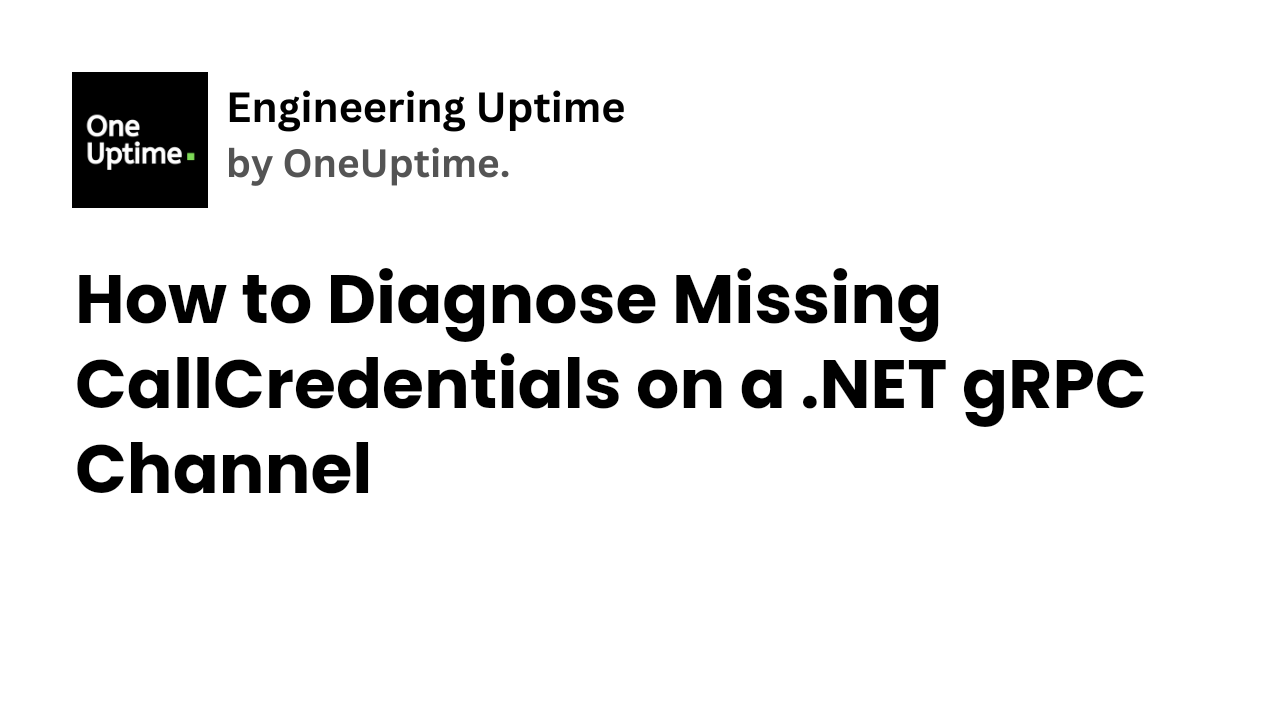 One
Uptime.
Engineering Uptime
by OneUptime.
How to Diagnose Missing
CallCredentials on a .NET gRPC
Channel